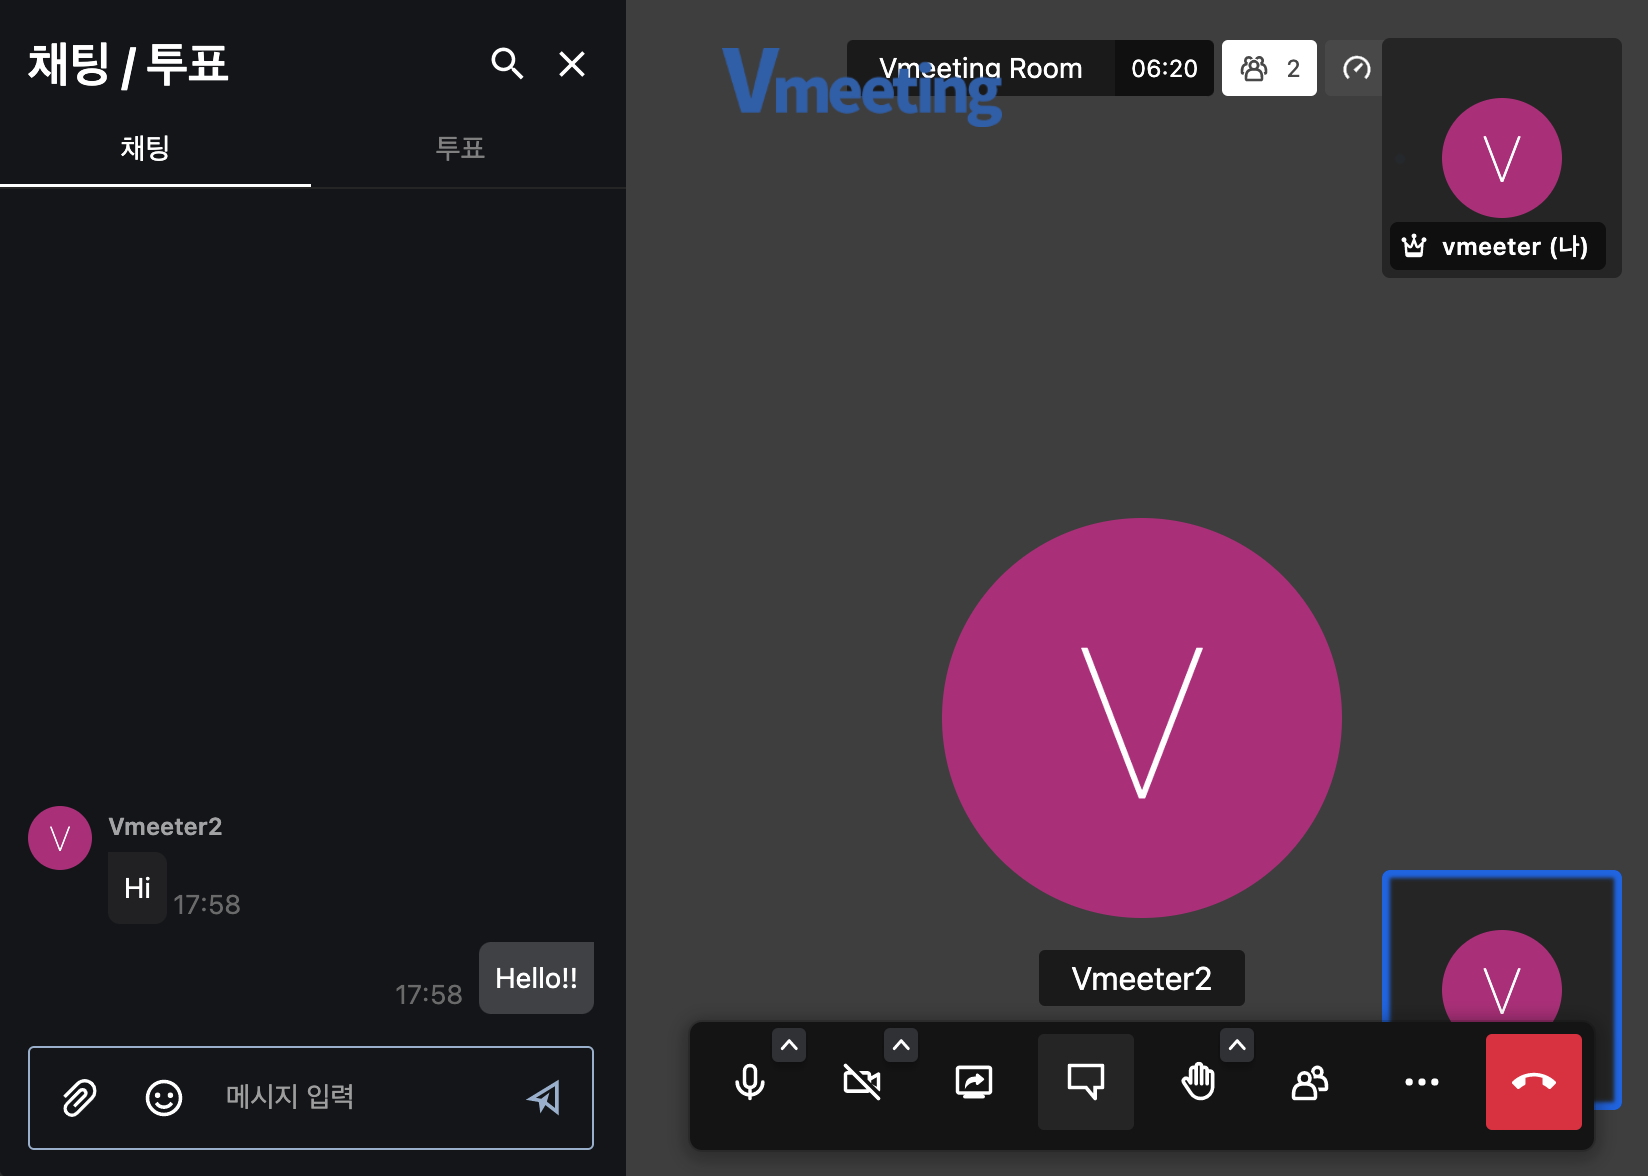 채팅 / 투표
채팅
투표
V
Vmeeter2
Hi
17:58
Hello!!
17:58
메시지 입력
Vmeeting
Vmeeting Room
06:20
2
V
vmeeter (나)
V
Vmeeter2
V